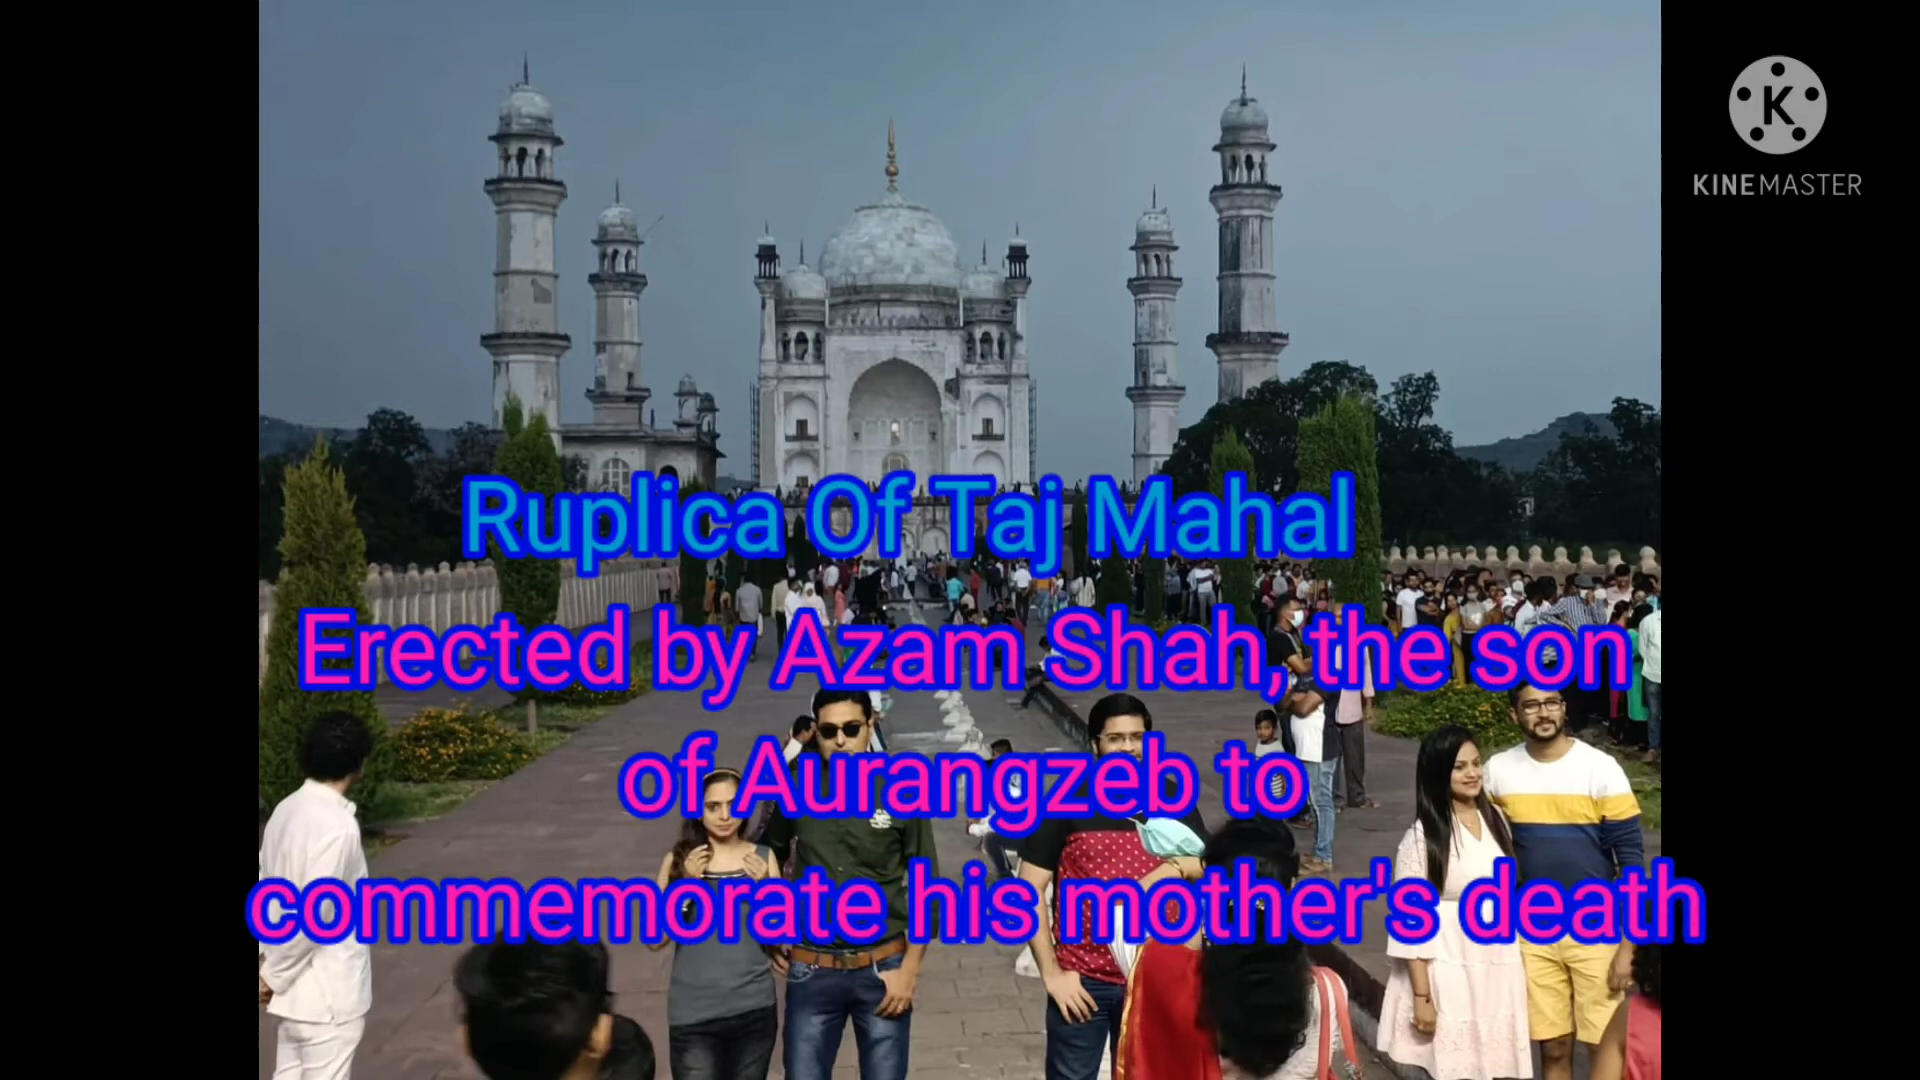 K
KINEMASTER
Ruplica Of Taj Mahal
Erected by Azam Shah, the son
of Aurangzeb to
commemorate his mother's death